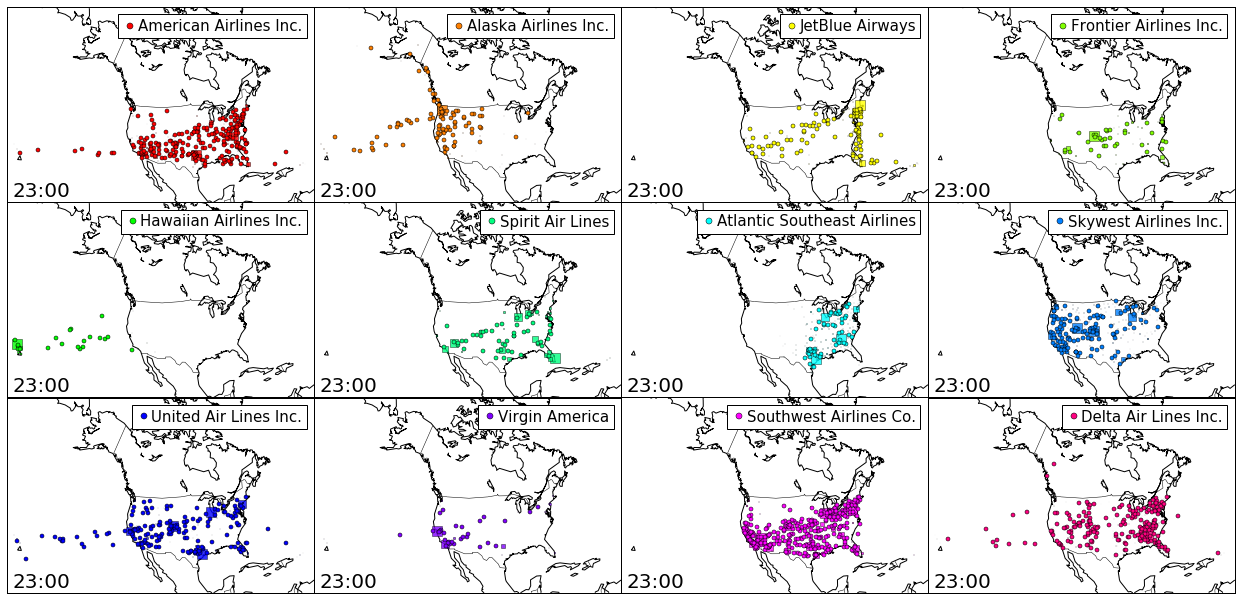 American Airlines Inc.
23:00
Alaska Airlines Inc.
23:00
JetBlue Airways
23:00
Frontier Airlines Inc.
23:00
Hawaiian Airlines Inc.
23:00
Spirit Air Lines
23:00
Atlantic Southeast Airlines
23:00
Skywest Airlines Inc.
23:00
United Air Lines Inc.
23:00
Virgin America
23:00
Southwest Airlines Co.
23:00
Delta Air Lines Inc.
23:00